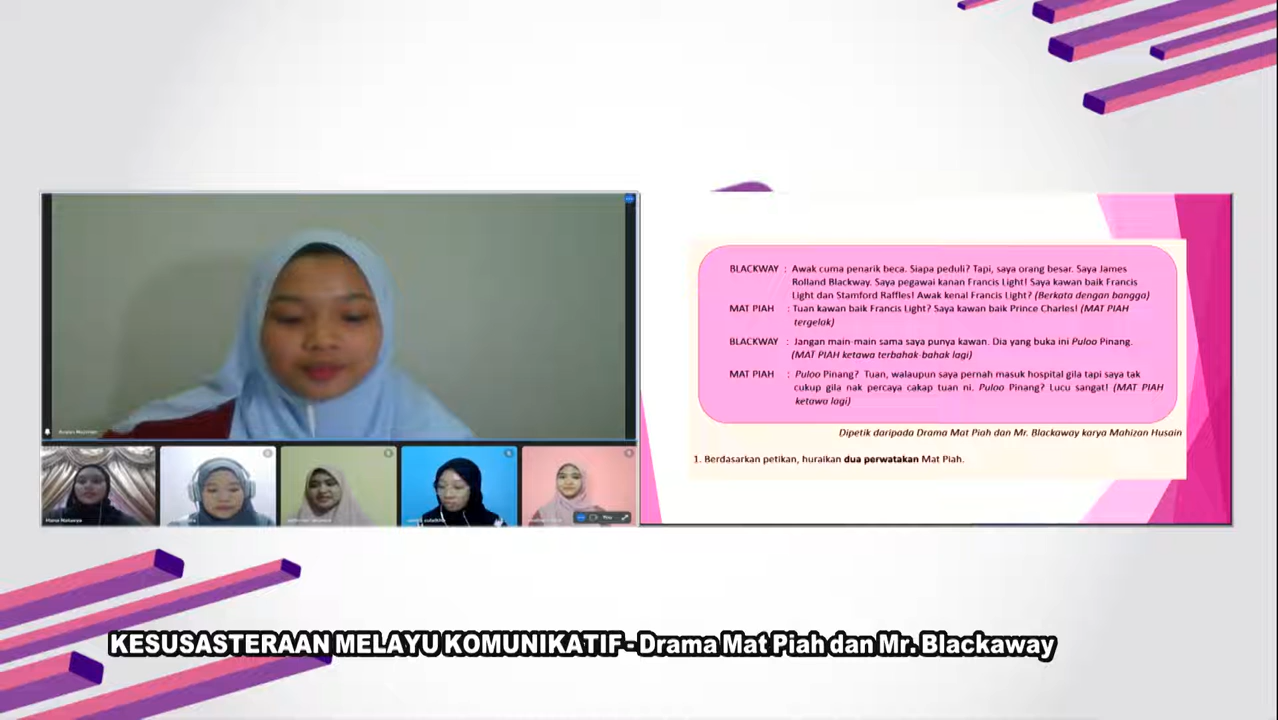 BLACKWAY : Awak cuma penarik beca. Siapa peduli? Tapi, saya orang besar. Saya James
Rolland Blackway. Saya pegawai kanan Francis Light! Saya kawan baik Francis
Light dan Stamford Raffles! Awak kenal Francis Light? (Berkata dengan bangga)
MAT PIAH : Tuan kawan baik Francis Light? Saya kawan baik Prince Charles! (MAT PIAH
tergelak)
BLACKWAY : Jangan main-main sama saya punya kawan. Dia yang buka ini Puloo Pinang.
(MAT PIAH ketawa terbahak-bahak lagi)
MAT PIAH : Puloo Pinang? Tuan, walaupun saya pernah masuk hospital gila tapi saya tak
cukup gila nak percaya cakap tuan ni. Puloo Pinang? Lucu sangat! (MAT PIAH
ketawa lagi)
Dipetik daripada Drama Mat Piah dan Mr. Blackaway karya Mahizan Husain
1. Berdasarkan petikan, huraikan dua perwatakan Mat Piah.
KESUSASTERAAN MELAYU KOMUNIKATIF - Drama Mat Piah dan Mr. Blackaway